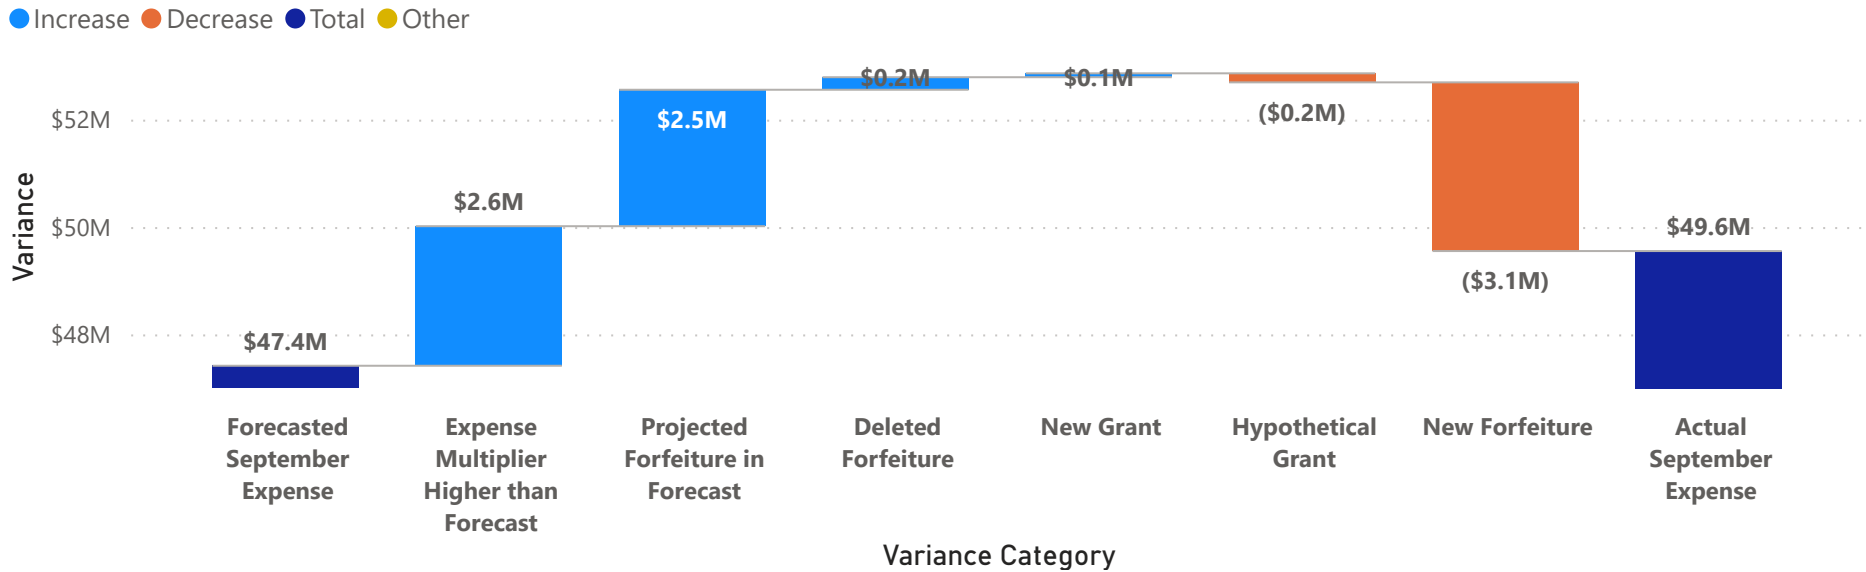 Increase Decrease Total Other
$52M
$50M
$48M
Variance
$47.4M
$2.6M
$2.5M
$0.2M
$0.1M
($0.2M)
($3.1M)
$49.6M
Forecasted
September
Expense
Expense
Multiplier
Higher than
Forecast
Projected
Forfeiture in
Forecast
Deleted
Forfeiture
New Grant
Hypothetical
Grant
New Forfeiture
Actual
September
Expense
Variance Category